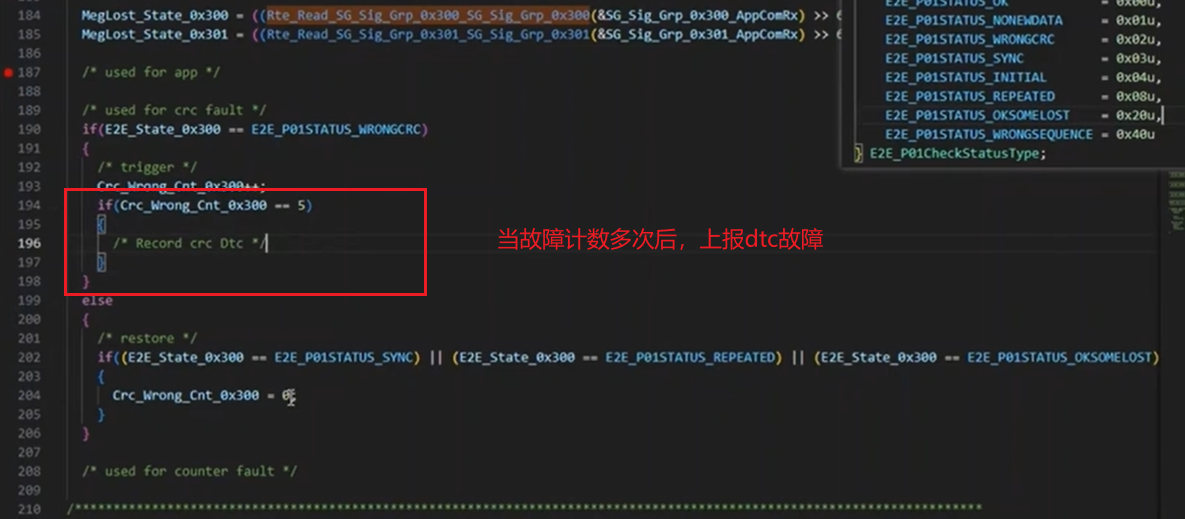 184 MegLost_State_0x300 = ((Rte_Read_SG_Sig_Grp_0x300_SG_Sig_Grp_0x300(&SG_Sig_Grp_0x300_AppComRx) >>
185 MegLost_State_0x301 = ((Rte_Read_SG_Sig_Grp_0x301_SG_Sig_Grp_0x301(&SG_Sig_Grp_0x301_AppComRx) >>
186
187 /* used for app */
188
189 /* used for crc fault */
190 if(E2E_State_0x300 == E2E_P01STATUS_WRONGCRC)
191 {
192 /* trigger */
193 Crc_Wrong_Cnt_0x300++;
194 if(Crc_Wrong_Cnt_0x300 == 5)
195 {
196 /* Record crc Dtc */
197 }
198 }
199 else
200 {
201 /* restore */
202 if((E2E_State_0x300 == E2E_P01STATUS_SYNC) || (E2E_State_0x300 == E2E_P01STATUS_REPEATED) || (E2E_State_0x300 == E2E_P01STATUS_OKSOMELOST)
203 {
204 Crc_Wrong_Cnt_0x300 = 0
205 }
206 }
207
208 /* used for counter fault */
209
210 /****************************************************************
E2E_P01STATUS_OK = 0x00u,
E2E_P01STATUS_NONEWDATA = 0x01u,
E2E_P01STATUS_WRONGCRC = 0x02u,
E2E_P01STATUS_SYNC = 0x03u,
E2E_P01STATUS_INITIAL = 0x04u,
E2E_P01STATUS_REPEATED = 0x08u,
E2E_P01STATUS_OKSOMELOST = 0x20u,
E2E_P01STATUS_WRONGSEQUENCE = 0x40u
} E2E_P01CheckStatusType;
当故障计数多次后，上报dtc故障